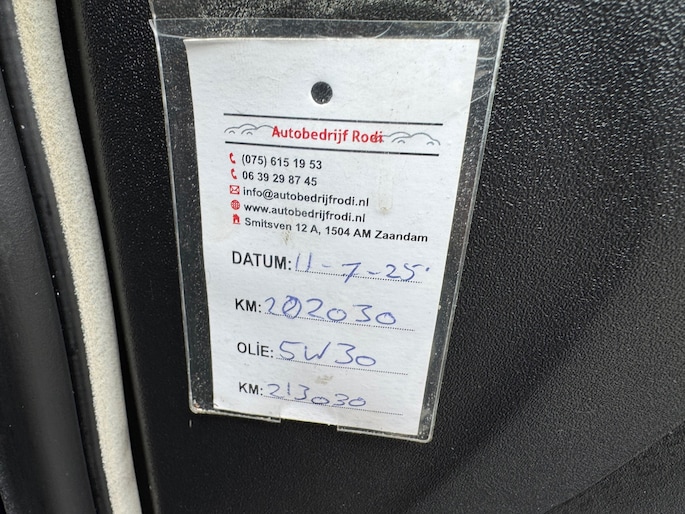 Autobedrijf Rodi
(075) 615 19 53
06 39 29 87 45
info@autobedrijfrodi.nl
www.autobedrijfrodi.nl
Smitsven 12 A, 1504 AM Zaandam
DATUM: 11-7-25
KM: 202030
OLİE: 5W30
KM: 213030